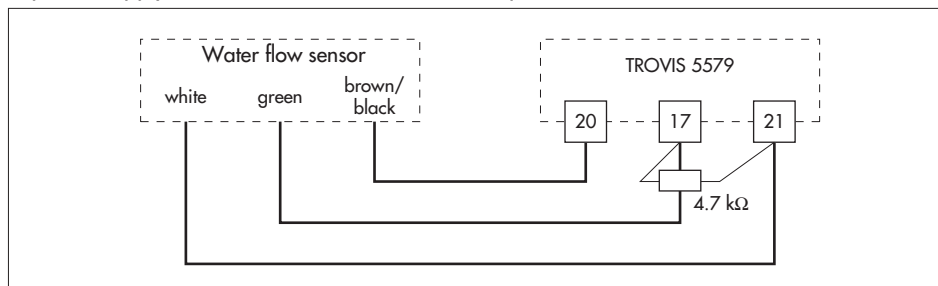 Water flow sensor
white
green
brown/
black
TROVIS 5579
20
17
21
4.7 kΩ